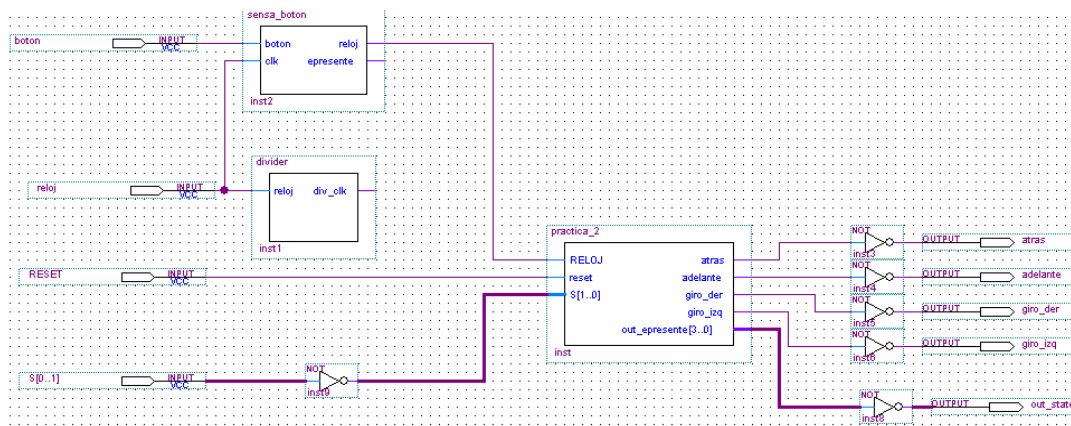 sensa_boton
boton INPUT VCC
boton reloj
clk epresente
inst2
divider
reloj INPUT VCC
reloj div_clk
inst1
practica_2
RESET INPUT VCC
RELOJ atras
reset adelante
S[1..0] giro_der
giro_izq
out_epresente[3..0]
inst
NOT inst3 OUTPUT atras
NOT inst4 OUTPUT adelante
NOT inst5 OUTPUT giro_der
NOT inst6 OUTPUT giro_izq
S[0..1] INPUT VCC
NOT inst9
NOT inst8 OUTPUT out_state